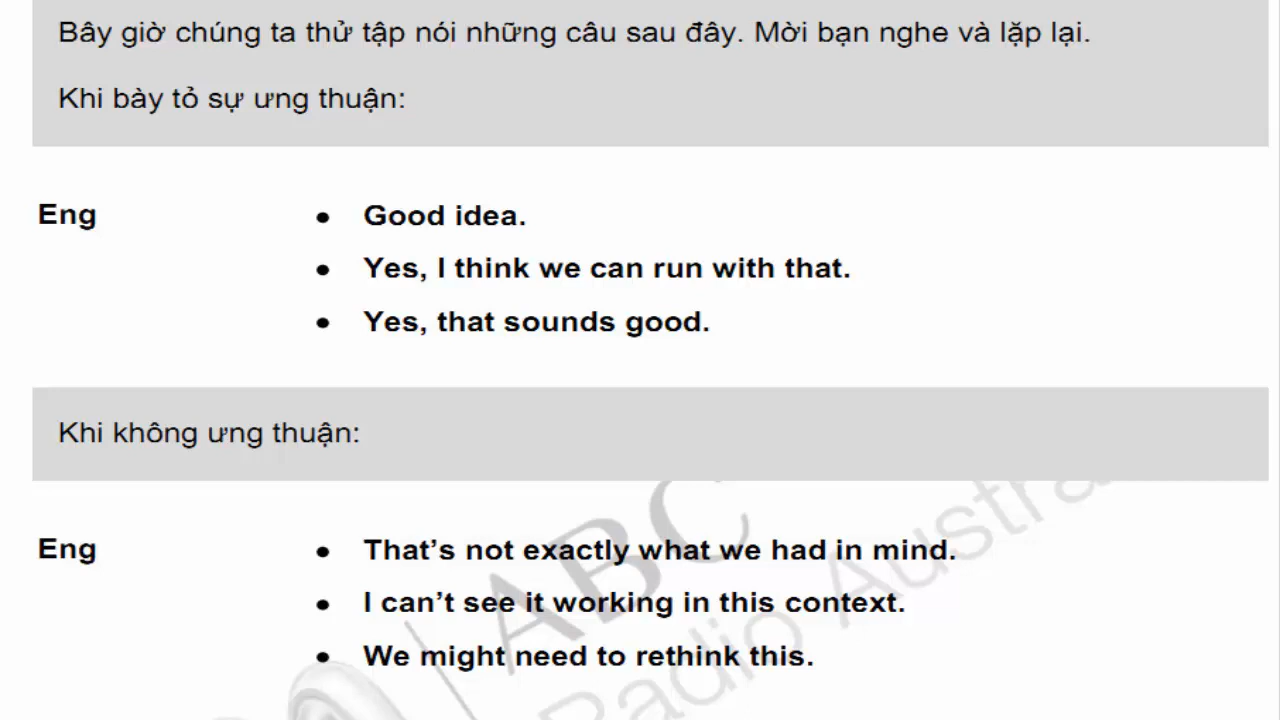 Bây giờ chúng ta thử tập nói những câu sau đây. Mời bạn nghe và lặp lại.
Khi bày tỏ sự ưng thuận:
Eng
• Good idea.
• Yes, I think we can run with that.
• Yes, that sounds good.
Khi không ưng thuận:
Eng
• That’s not exactly what we had in mind.
• I can’t see it working in this context.
• We might need to rethink this.
ABC
Radio Australia